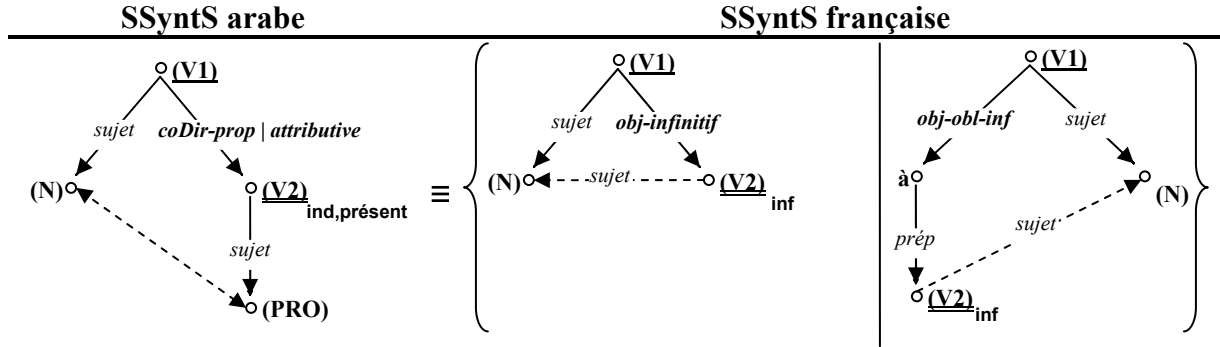 SSyntS arabe SSyntS française
(V1) (V1) (V1)
sujet coDir-prop | attributive sujet obj-infinitif obj-obl-inf sujet
(N) (V2) ind,présent ≡ (N) sujet (V2) inf à (N)
sujet prép sujet
(PRO) (V2) inf